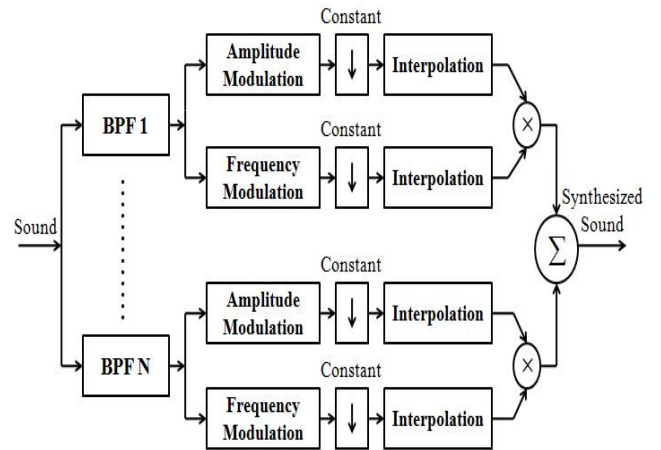 Constant
Amplitude
Modulation
↓
Interpolation
BPF 1
×
Constant
Frequency
Modulation
↓
Interpolation
Sound
Synthesized
Sound
Σ
Constant
Amplitude
Modulation
↓
Interpolation
BPF N
×
Constant
Frequency
Modulation
↓
Interpolation